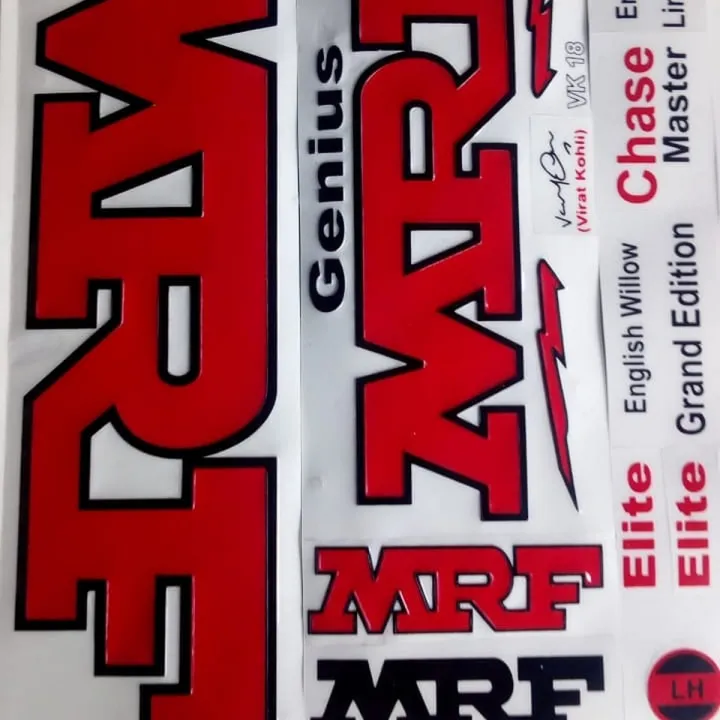 MRF
Genius
MRF
VK 18
(Virat Kohli)
Chase
Master
English Willow
Grand Edition
Elite
Elite
MRF
MRF
LH